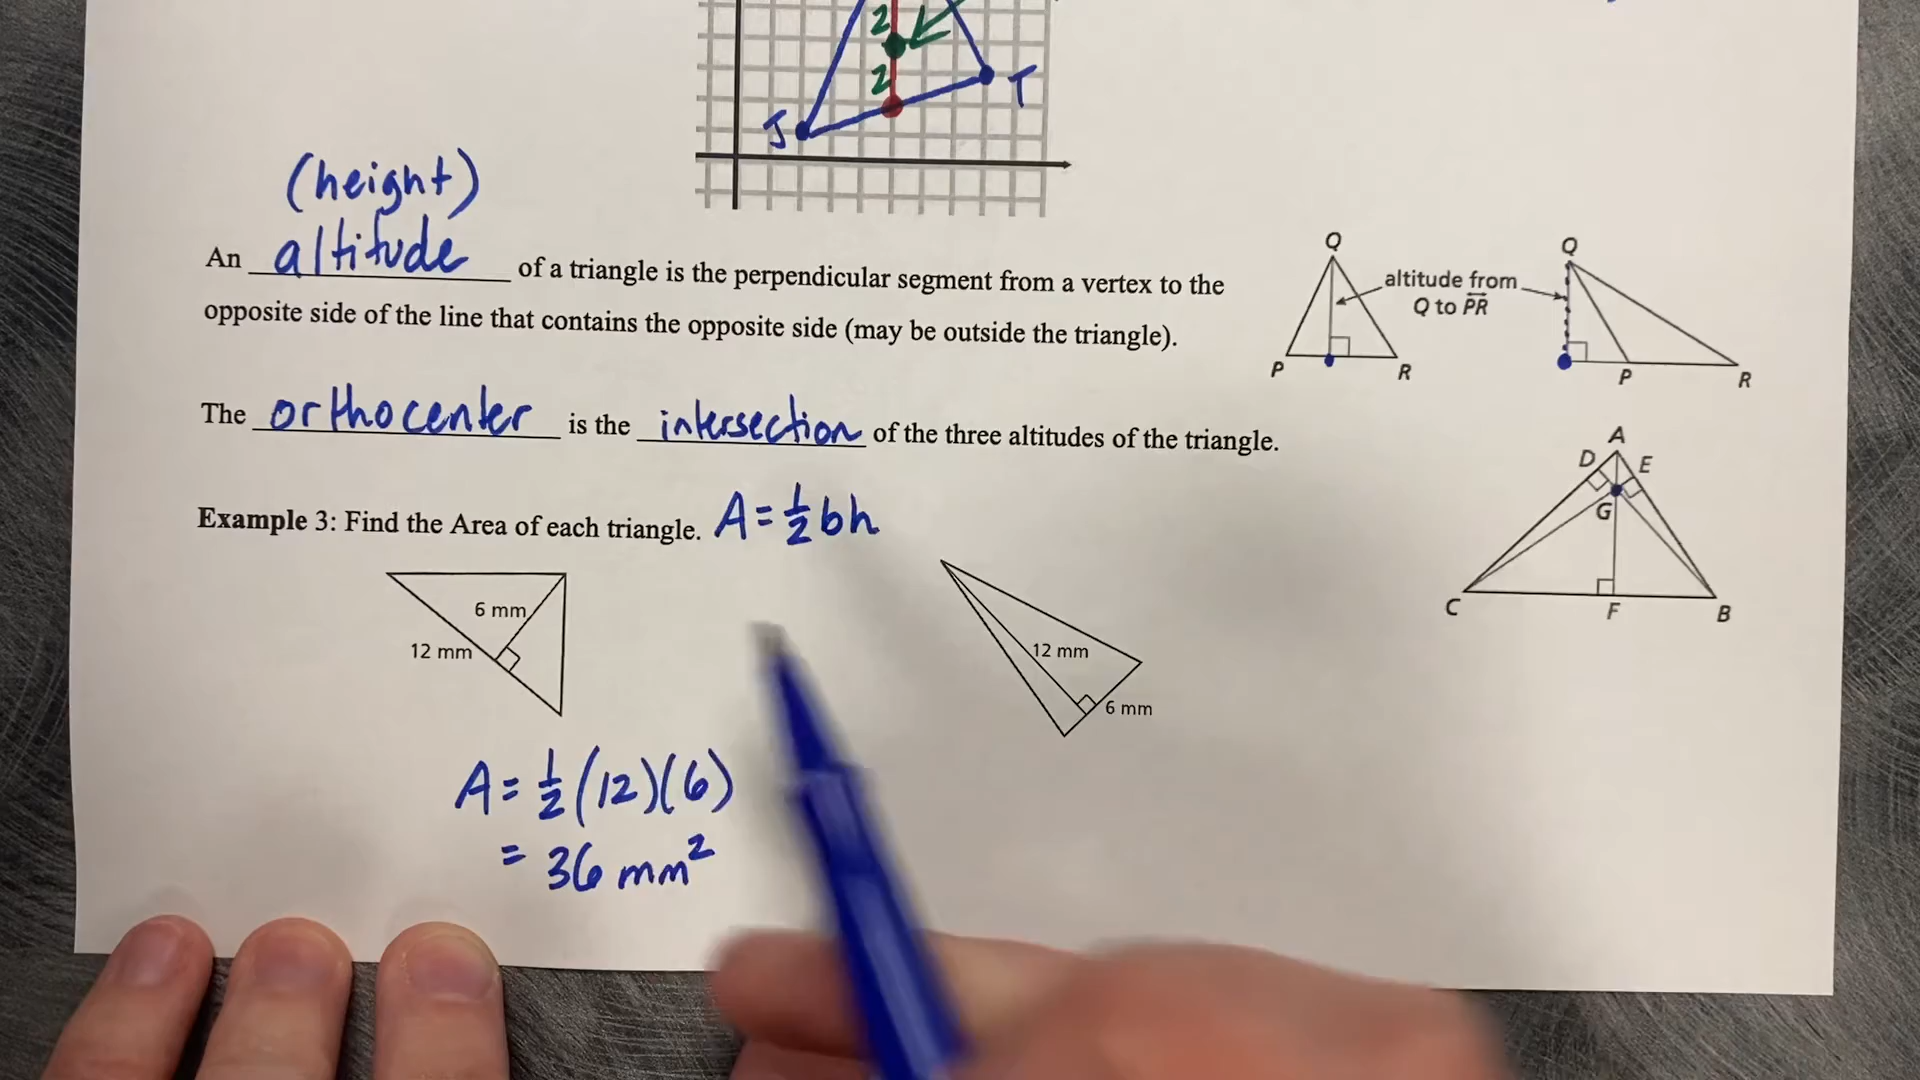 2
2
J
T
(height)
An altitude of a triangle is the perpendicular segment from a vertex to the
opposite side of the line that contains the opposite side (may be outside the triangle).
Q
Q
altitude from
Q to PR
P
R
P
R
The orthocenter is the intersection of the three altitudes of the triangle.
A
D
E
G
C
F
B
Example 3: Find the Area of each triangle. A = 1/2 bh
6 mm
12 mm
12 mm
6 mm
A = 1/2 (12)(6)
= 36 mm²